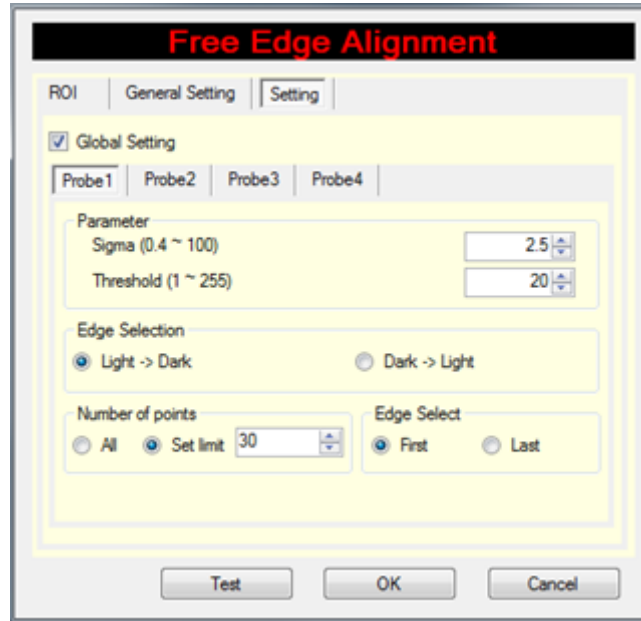 Free Edge Alignment
ROI General Setting Setting
Global Setting
Probe1 Probe2 Probe3 Probe4
Parameter
Sigma (0.4 ~ 100) 2.5
Threshold (1 ~ 255) 20
Edge Selection
Light -> Dark Dark -> Light
Number of points Edge Select
All Set limit 30 First Last
Test OK Cancel